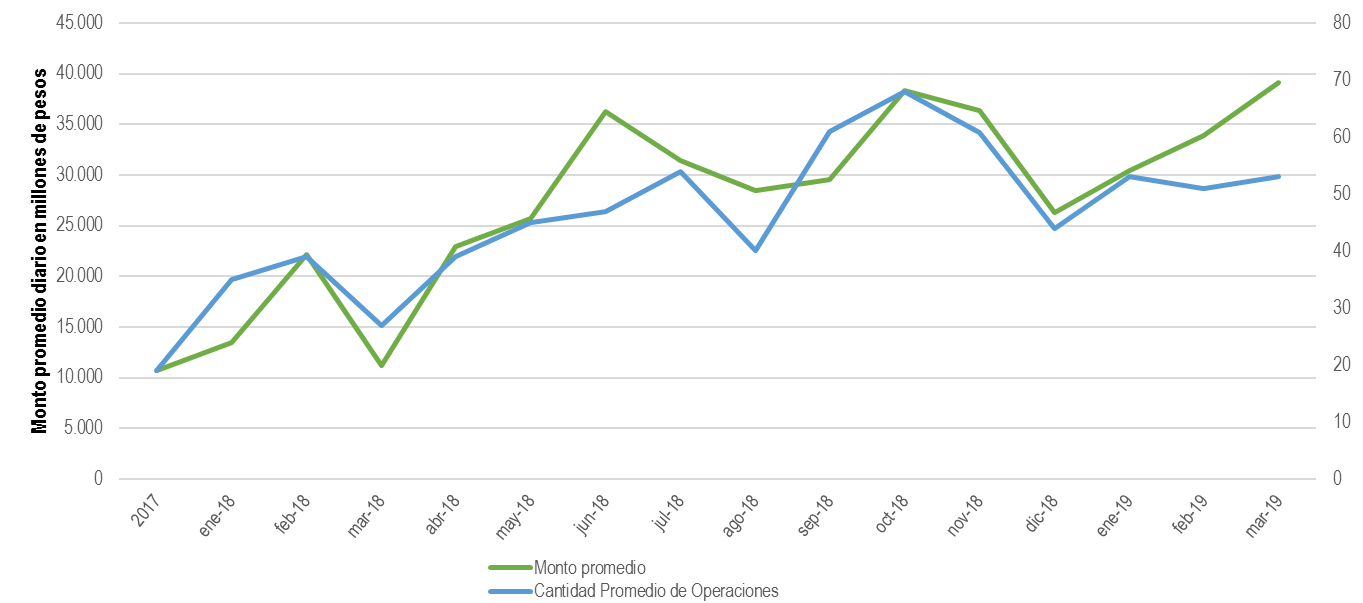 Monto promedio diario en millones de pesos
45.000
40.000
35.000
30.000
25.000
20.000
15.000
10.000
5.000
0
80
70
60
50
40
30
20
10
0
2017
ene-18
feb-18
mar-18
abr-18
may-18
jun-18
jul-18
ago-18
sep-18
oct-18
nov-18
dic-18
ene-19
feb-19
mar-19
Monto promedio
Cantidad Promedio de Operaciones